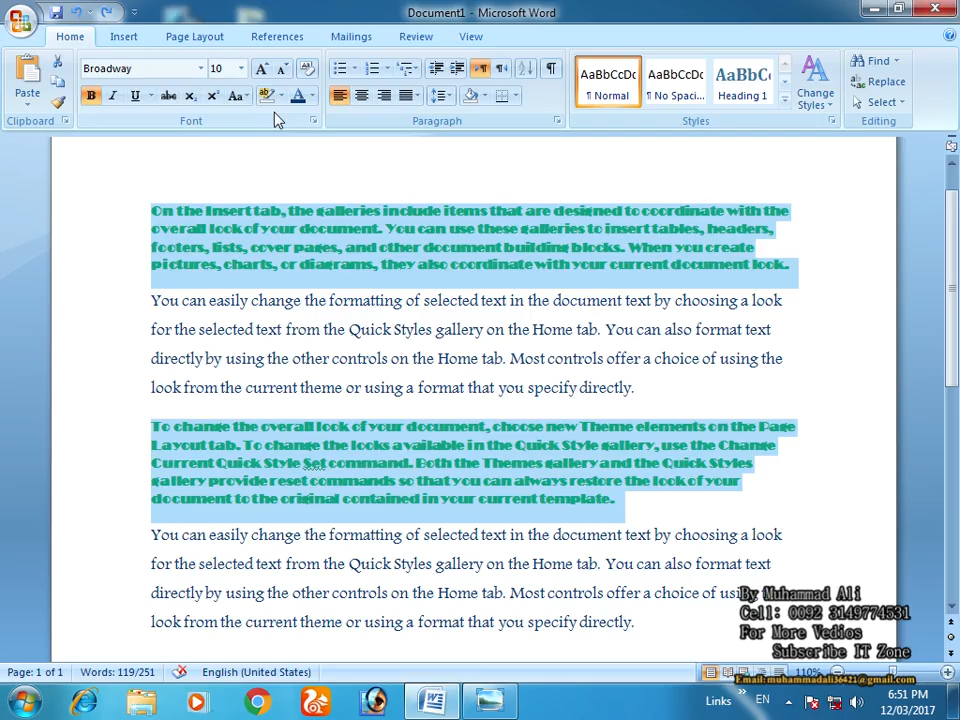 Document1 - Microsoft Word
Home Insert Page Layout References Mailings Review View
Paste
Clipboard
Broadway 10
B I U abc x₂ x² Aa A
Font
Paragraph
AaBbCcDc AaBbCcDc AaBbCc
¶ Normal ¶ No Spaci... Heading 1
Change
Styles
Styles
Find
Replace
Select
Editing
On the Insert tab, the galleries include items that are designed to coordinate with the
overall look of your document. You can use these galleries to insert tables, headers,
footers, lists, cover pages, and other document building blocks. When you create
pictures, charts, or diagrams, they also coordinate with your current document look.
You can easily change the formatting of selected text in the document text by choosing a look
for the selected text from the Quick Styles gallery on the Home tab. You can also format text
directly by using the other controls on the Home tab. Most controls offer a choice of using the
look from the current theme or using a format that you specify directly.
To change the overall look of your document, choose new Theme elements on the Page
Layout tab. To change the looks available in the Quick Style gallery, use the Change
Current Quick Style Set command. Both the Themes gallery and the Quick Styles
gallery provide reset commands so that you can always restore the look of your
document to the original contained in your current template.
You can easily change the formatting of selected text in the document text by choosing a look
for the selected text from the Quick Styles gallery on the Home tab. You can also format text
directly by using the other controls on the Home tab. Most controls offer a choice of
look from the current theme or using a format that you specify directly.
By Muhammad Ali
Cell: 0092 3149774531
For More Vedios
Subscribe IT Zone
Email:muhammadali36421@gmail.com
Page: 1 of 1 Words: 119/251 English (United States) 110%
Links EN 6:51 PM
12/03/2017